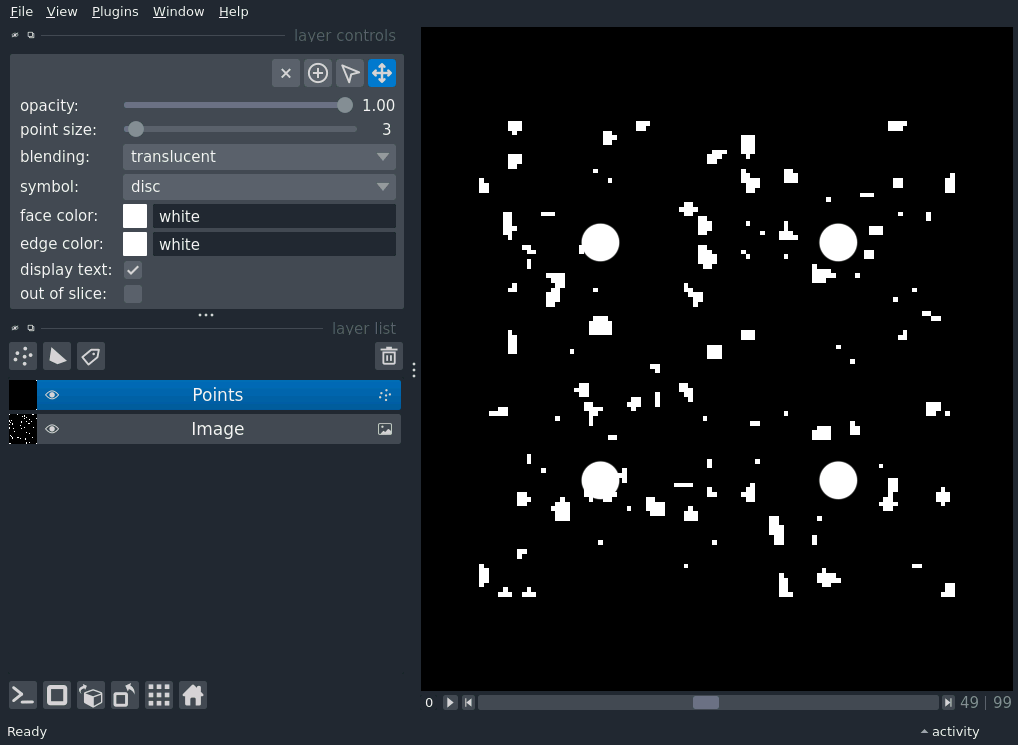 File View Plugins Window Help
layer controls
opacity: 1.00
point size: 3
blending: translucent
symbol: disc
face color: white
edge color: white
display text:
out of slice:
layer list
Points
Image
0 49 | 99
Ready activity